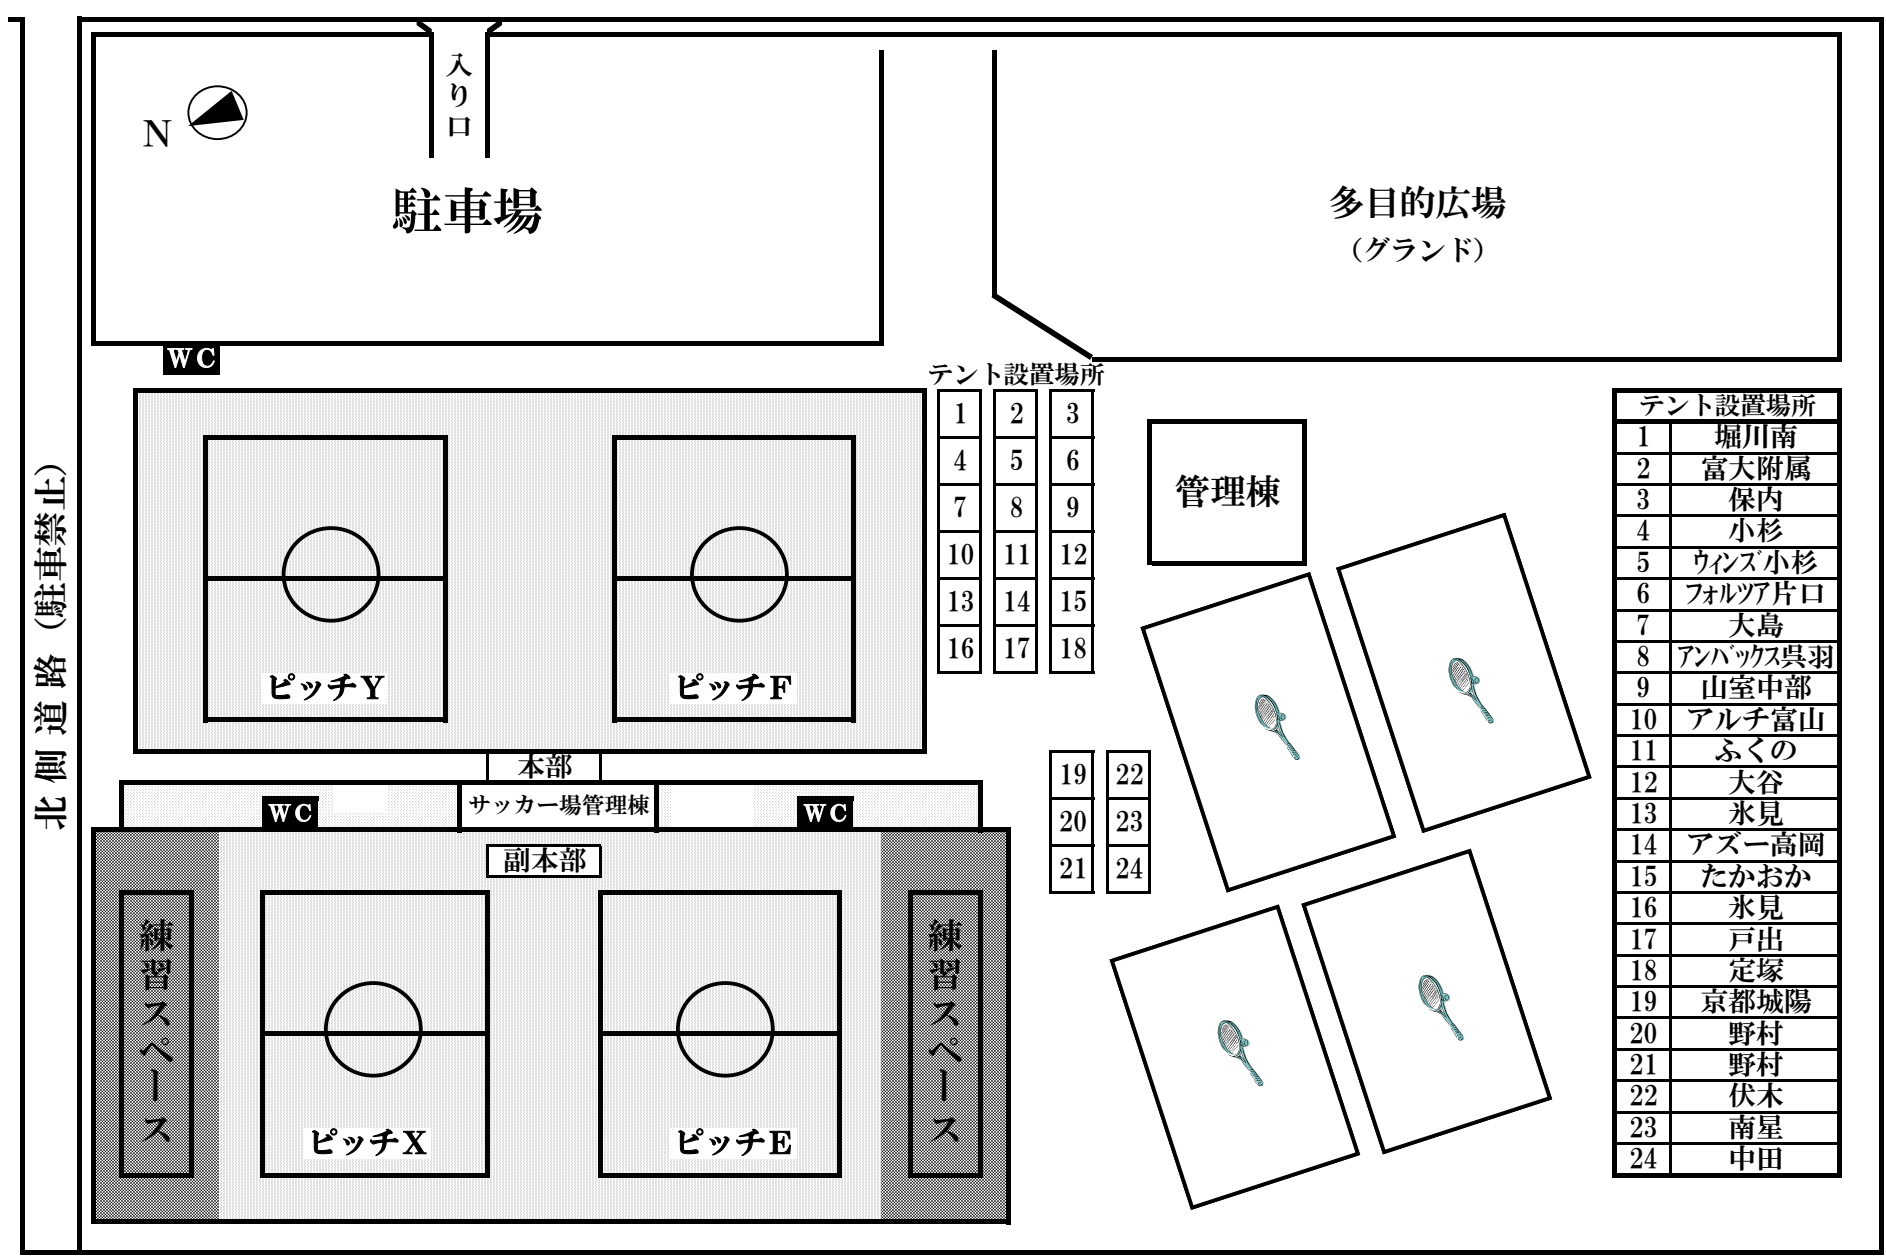 入り口
N
駐車場
多目的広場
（グランド）
WC
北側道路（駐車禁止）
テント設置場所
1 2 3
4 5 6
7 8 9
10 11 12
13 14 15
16 17 18
19 22
20 23
21 24
管理棟
ピッチY
ピッチF
本部
WC
サッカー場管理棟
WC
副本部
練習スペース
練習スペース
ピッチX
ピッチE
テント設置場所
1 堀川南
2 富大附属
3 保内
4 小杉
5 ウィンズ小杉
6 フォルツア片口
7 大島
8 アンバックス呉羽
9 山室中部
10 アルチ富山
11 ふくの
12 大谷
13 氷見
14 アズー高岡
15 たかおか
16 氷見
17 戸出
18 定塚
19 京都城陽
20 野村
21 野村
22 伏木
23 南星
24 中田